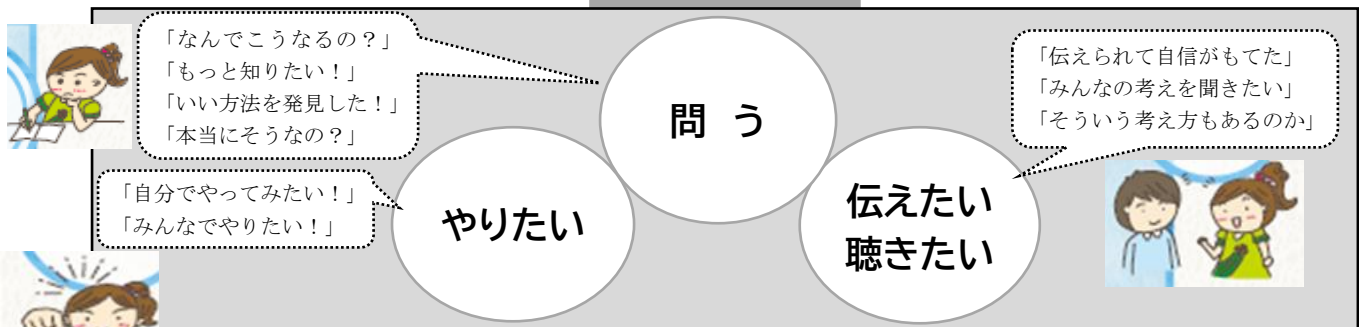 「なんでこうなるの？」
「もっと知りたい！」
「いい方法を発見した！」
「本当にそうなの？」
問 う
「伝えられて自信がもてた」
「みんなの考えを聞きたい」
「そういう考え方もあるのか」
「自分でやってみたい！」
「みんなでやりたい！」
やりたい
伝えたい
聴きたい